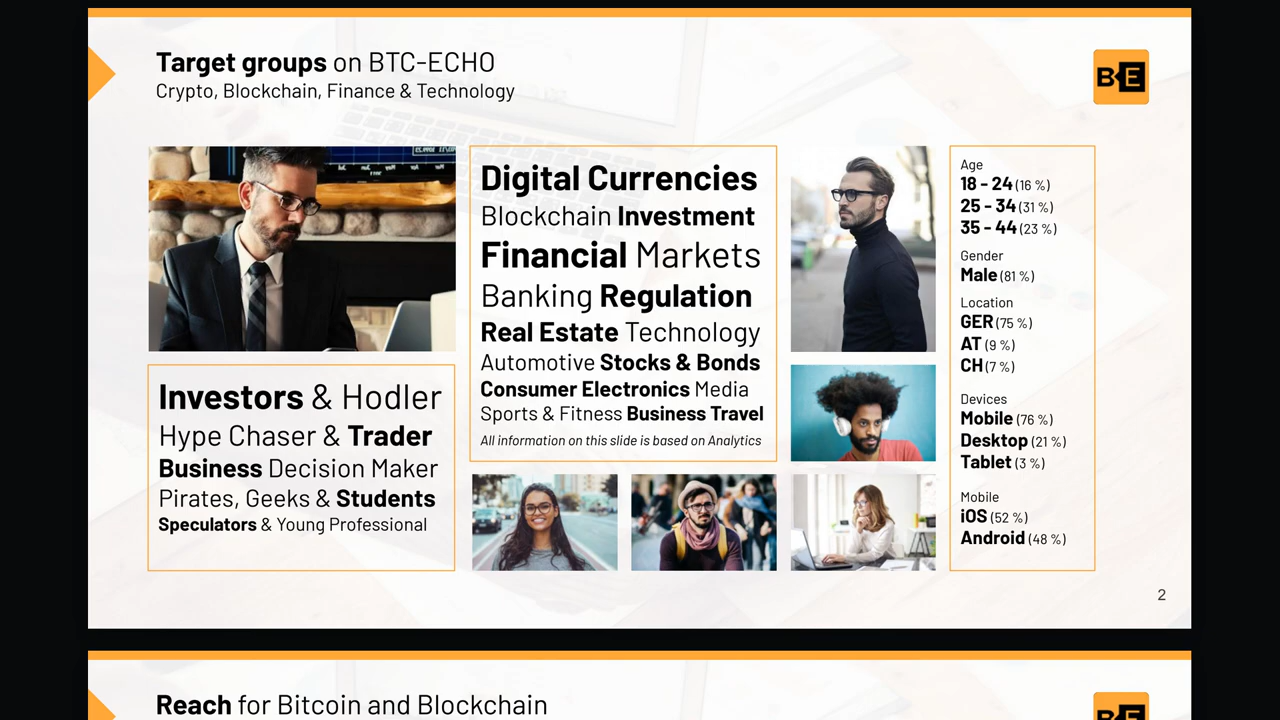 Target groups on BTC-ECHO
Crypto, Blockchain, Finance & Technology
BE
Investors & Hodler
Hype Chaser & Trader
Business Decision Maker
Pirates, Geeks & Students
Speculators & Young Professional
Digital Currencies
Blockchain Investment
Financial Markets
Banking Regulation
Real Estate Technology
Automotive Stocks & Bonds
Consumer Electronics Media
Sports & Fitness Business Travel
All information on this slide is based on Analytics
Age
18 - 24 (16 %)
25 - 34 (31 %)
35 - 44 (23 %)
Gender
Male (81 %)
Location
GER (75 %)
AT (9 %)
CH (7 %)
Devices
Mobile (76 %)
Desktop (21 %)
Tablet (3 %)
Mobile
iOS (52 %)
Android (48 %)
2
Reach for Bitcoin and Blockchain
BE